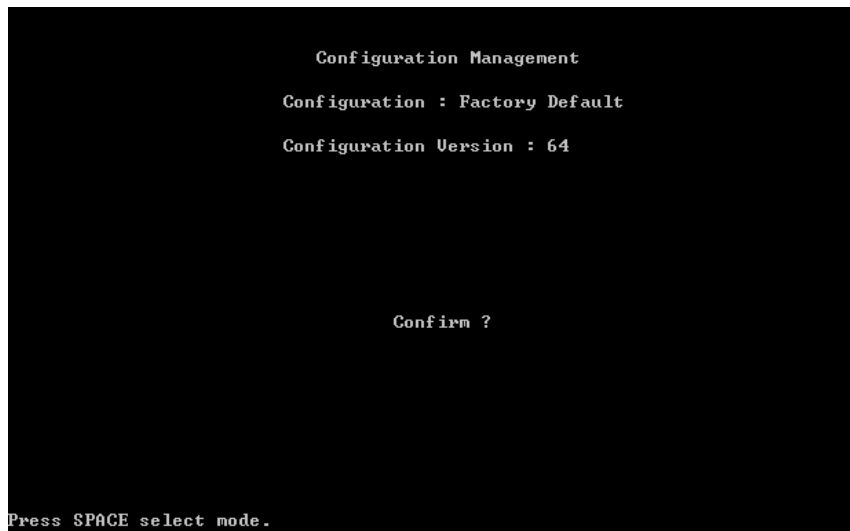 Configuration Management
Configuration : Factory Default
Configuration Version : 64
Confirm ?
Press SPACE select mode.